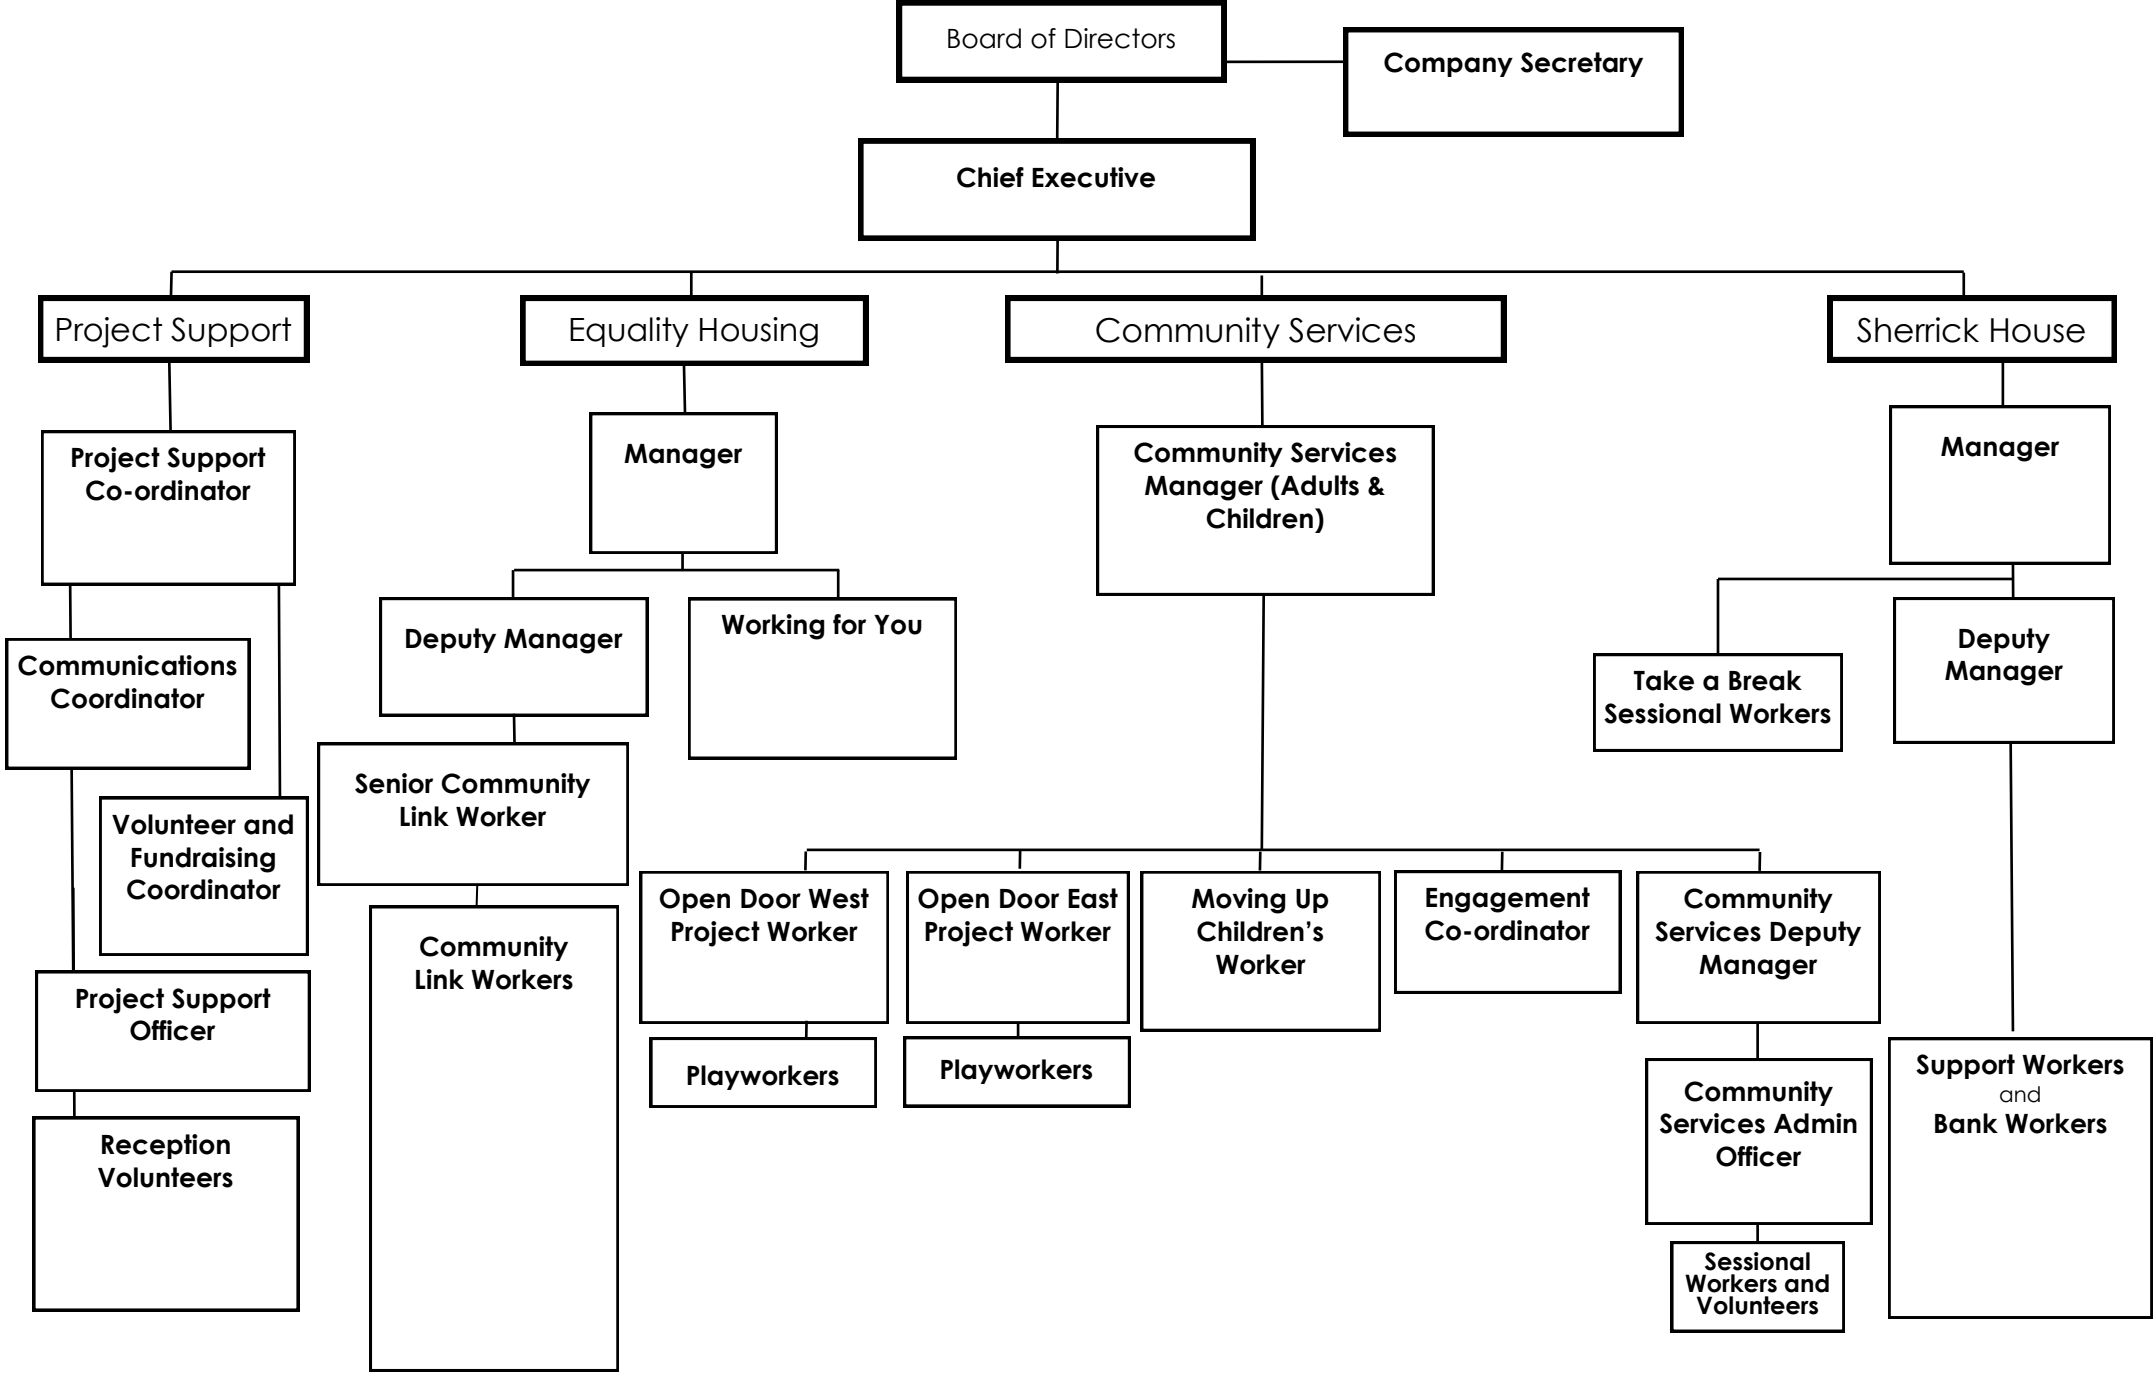 Board of Directors
Company Secretary
Chief Executive
Project Support
Equality Housing
Community Services
Sherrick House
Project Support
Co-ordinator
Manager
Community Services
Manager (Adults &
Children)
Manager
Communications
Coordinator
Deputy Manager
Working for You
Take a Break
Sessional Workers
Deputy
Manager
Volunteer and
Fundraising
Coordinator
Senior Community
Link Worker
Open Door West
Project Worker
Open Door East
Project Worker
Moving Up
Children’s
Worker
Engagement
Co-ordinator
Community
Services Deputy
Manager
Community
Link Workers
Project Support
Officer
Playworkers
Playworkers
Community
Services Admin
Officer
Support Workers
and
Bank Workers
Reception
Volunteers
Sessional
Workers and
Volunteers